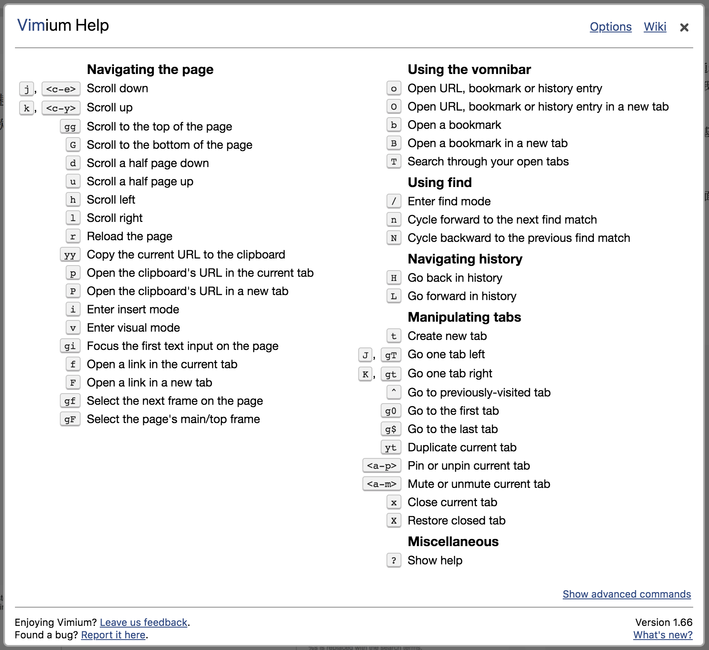 Vimium Help
Options Wiki ×
Navigating the page
j, <c-e> Scroll down
k, <c-y> Scroll up
gg Scroll to the top of the page
G Scroll to the bottom of the page
d Scroll a half page down
u Scroll a half page up
h Scroll left
l Scroll right
r Reload the page
yy Copy the current URL to the clipboard
p Open the clipboard's URL in the current tab
P Open the clipboard's URL in a new tab
i Enter insert mode
v Enter visual mode
gi Focus the first text input on the page
f Open a link in the current tab
F Open a link in a new tab
gf Select the next frame on the page
gF Select the page's main/top frame
Using the vomnibar
o Open URL, bookmark or history entry
O Open URL, bookmark or history entry in a new tab
b Open a bookmark
B Open a bookmark in a new tab
T Search through your open tabs
Using find
/ Enter find mode
n Cycle forward to the next find match
N Cycle backward to the previous find match
Navigating history
H Go back in history
L Go forward in history
Manipulating tabs
t Create new tab
J, gT Go one tab left
K, gt Go one tab right
^ Go to previously-visited tab
g0 Go to the first tab
g$ Go to the last tab
yt Duplicate current tab
<a-p> Pin or unpin current tab
<a-m> Mute or unmute current tab
x Close current tab
X Restore closed tab
Miscellaneous
? Show help
Show advanced commands
Enjoying Vimium? Leave us feedback.
Found a bug? Report it here.
Version 1.66
What's new?